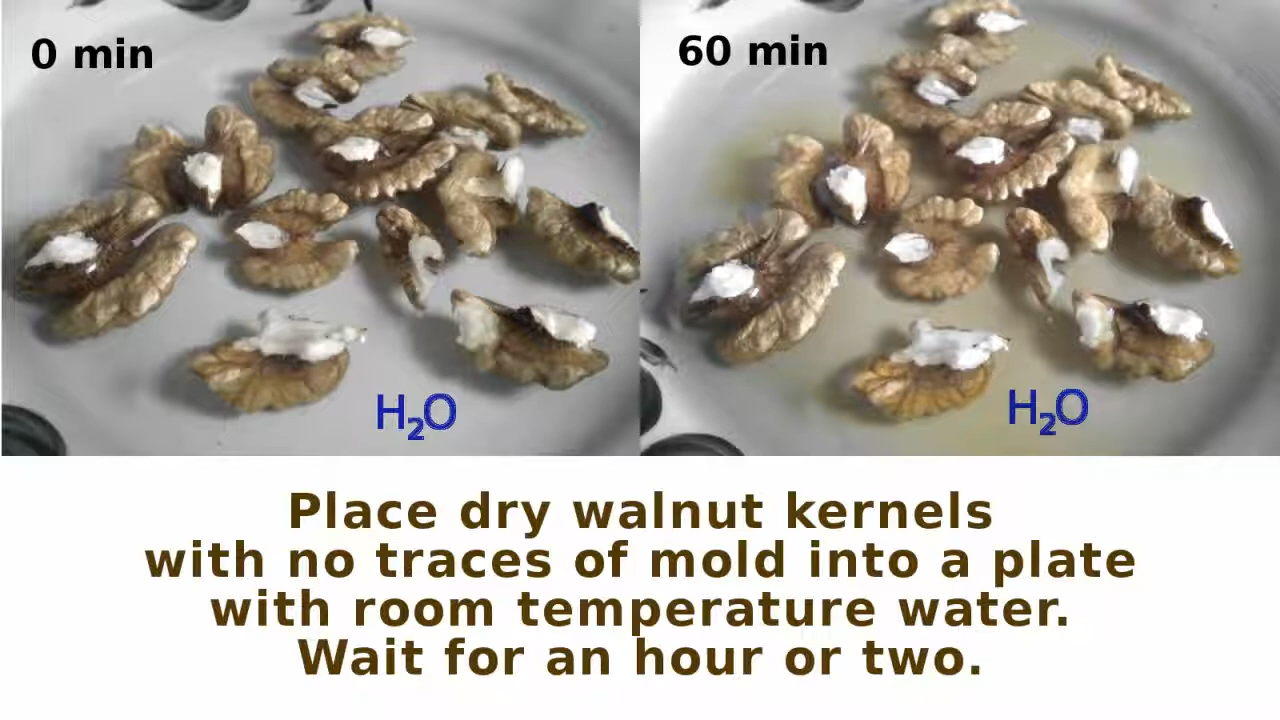 0 min
60 min
H₂O
H₂O
Place dry walnut kernels
with no traces of mold into a plate
with room temperature water.
Wait for an hour or two.